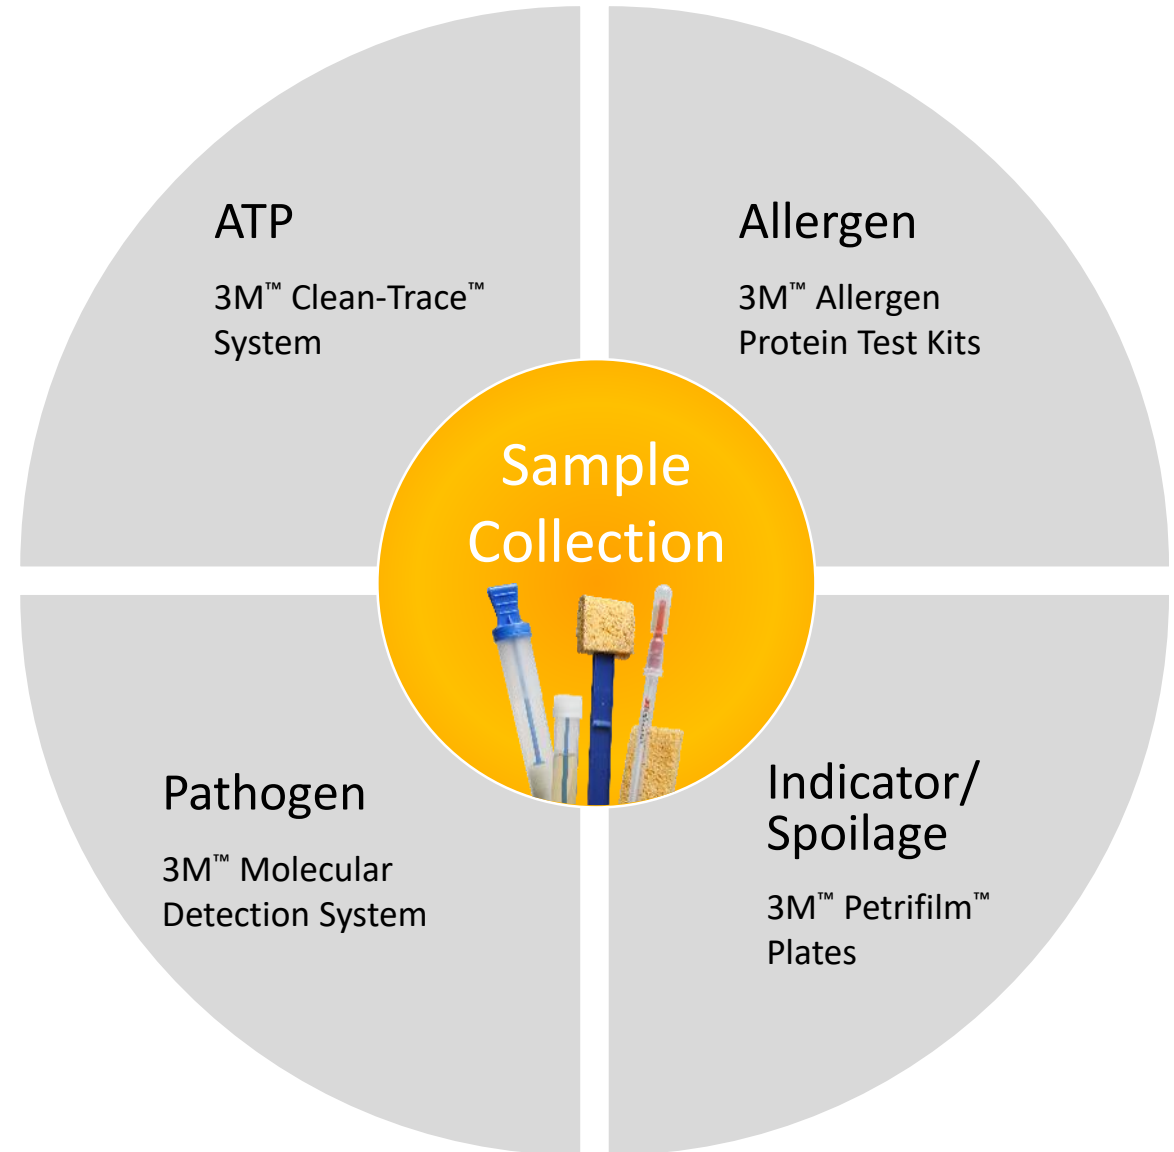 ATP
3M™ Clean-Trace™
System
Allergen
3M™ Allergen
Protein Test Kits
Sample
Collection
Pathogen
3M™ Molecular
Detection System
Indicator/
Spoilage
3M™ Petrifilm™
Plates